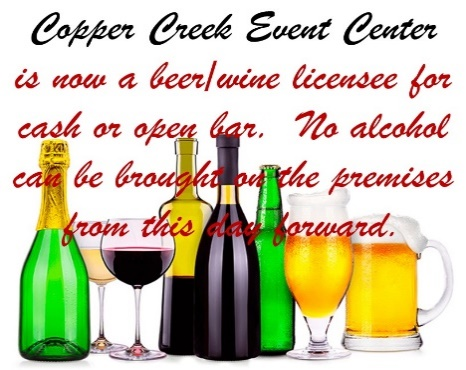 Copper Creek Event Center
is now a beer/wine licensee for
cash or open bar. No alcohol
can be brought on the premises
from this day forward.